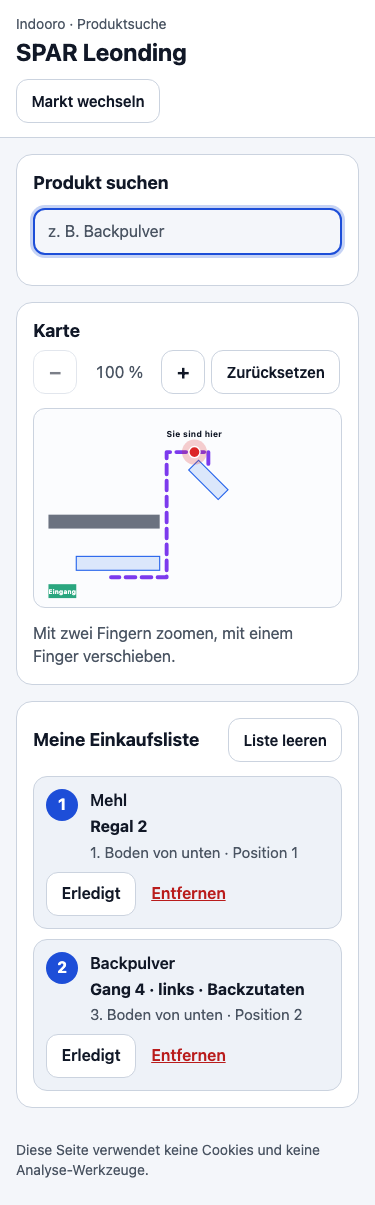 Indooro · Produktsuche
SPAR Leonding
Markt wechseln
Produkt suchen
z. B. Backpulver
Karte
− 100 % + Zurücksetzen
Sie sind hier
Eingang
Mit zwei Fingern zoomen, mit einem
Finger verschieben.
Meine Einkaufsliste Liste leeren
1 Mehl
Regal 2
1. Boden von unten · Position 1
Erledigt Entfernen
2 Backpulver
Gang 4 · links · Backzutaten
3. Boden von unten · Position 2
Erledigt Entfernen
Diese Seite verwendet keine Cookies und keine
Analyse-Werkzeuge.